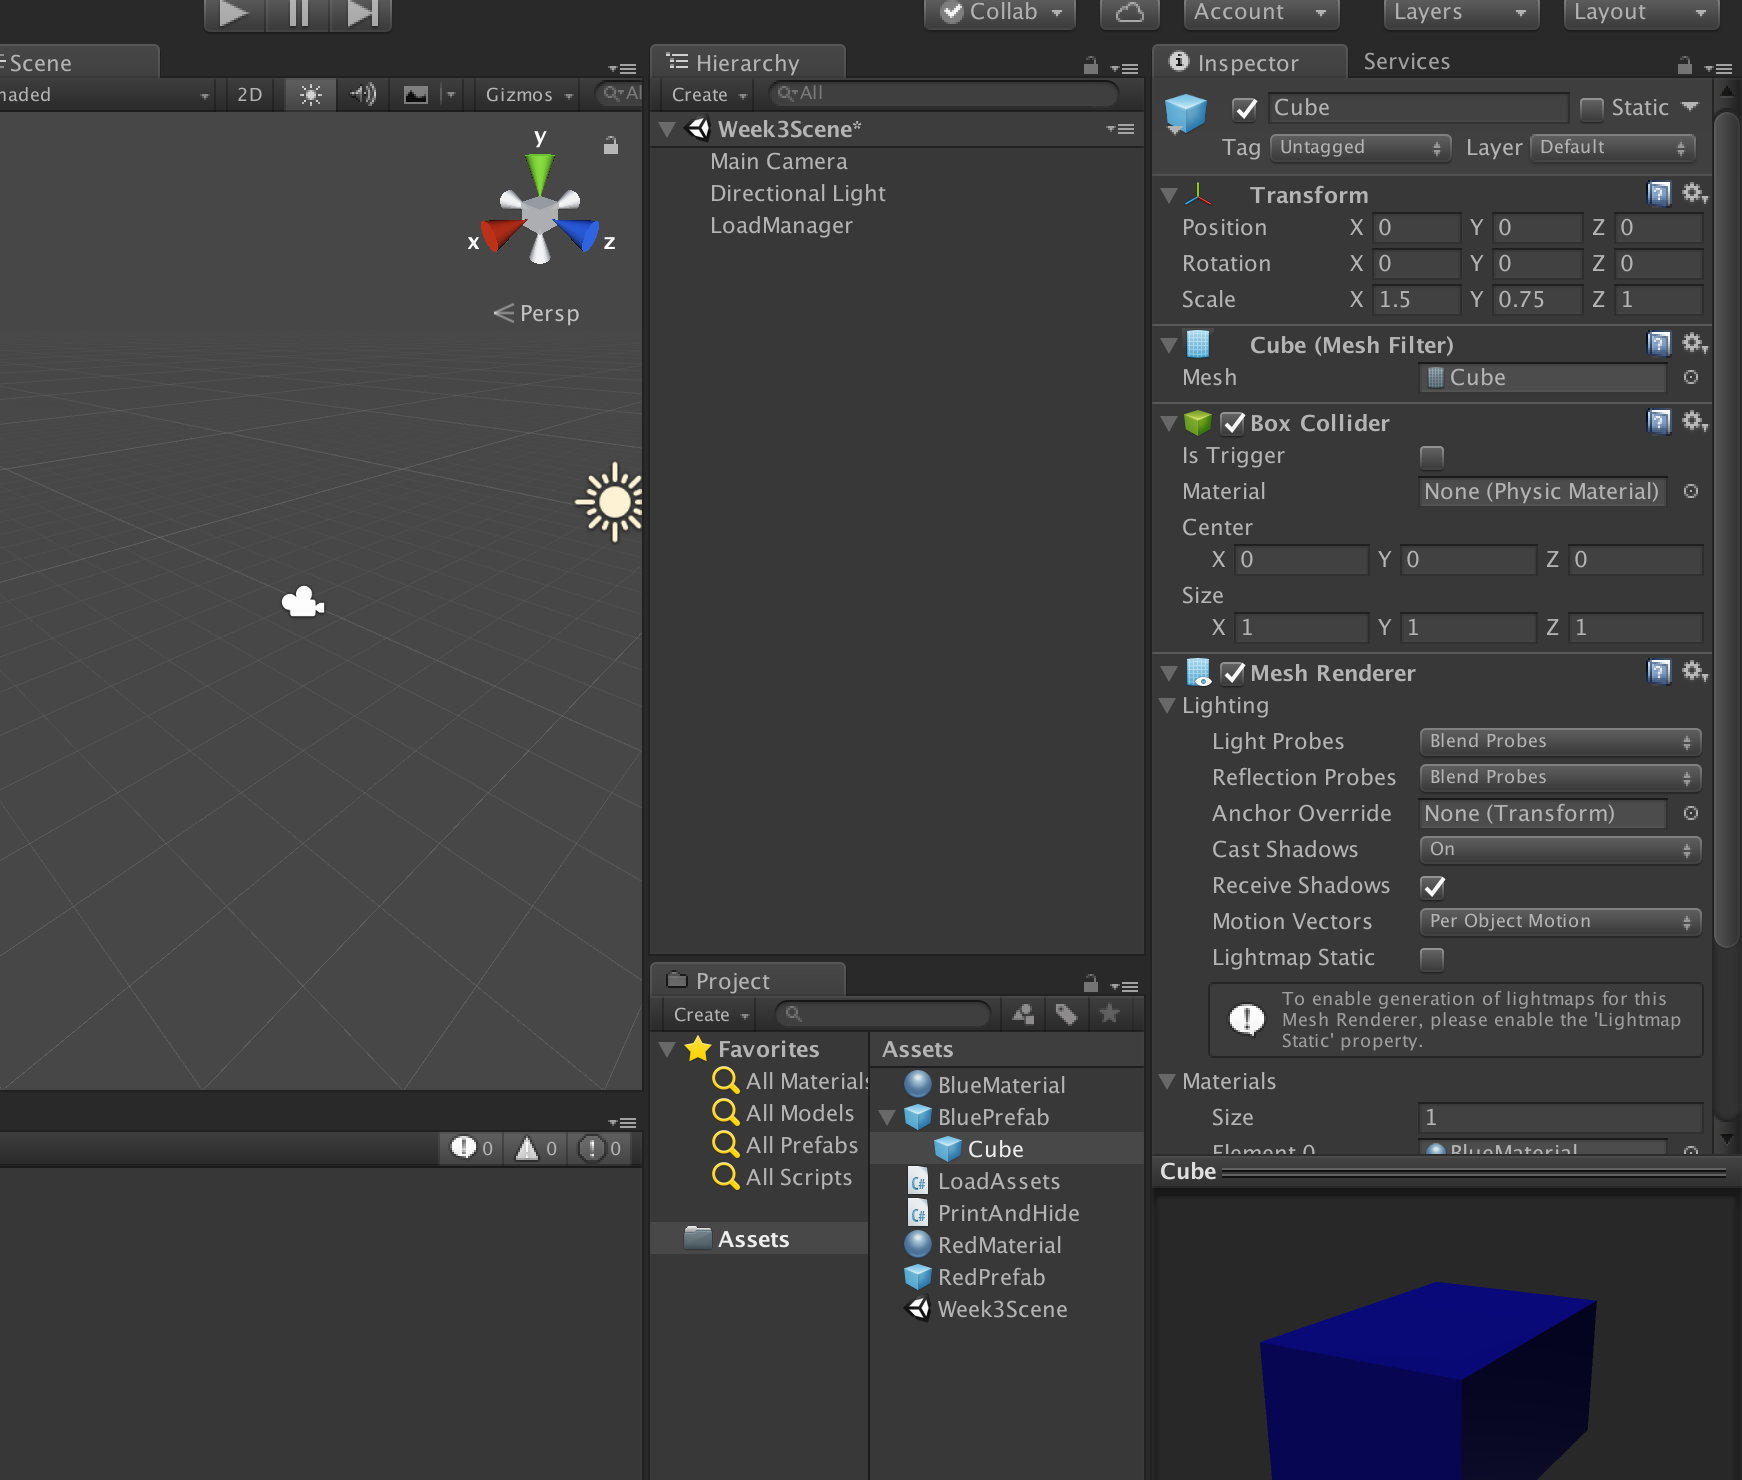 Collab
Account
Layers
Layout
Scene
2D
Gizmos
y
x
z
Persp
0
0
0
Hierarchy
Create
All
Week3Scene*
Main Camera
Directional Light
LoadManager
Project
Create
Favorites
All Materials
All Models
All Prefabs
All Scripts
Assets
Assets
BlueMaterial
BluePrefab
Cube
LoadAssets
PrintAndHide
RedMaterial
RedPrefab
Week3Scene
Inspector
Services
Cube
Static
Tag Untagged Layer Default
Transform
Position X 0 Y 0 Z 0
Rotation X 0 Y 0 Z 0
Scale X 1.5 Y 0.75 Z 1
Cube (Mesh Filter)
Mesh Cube
Box Collider
Is Trigger
Material None (Physic Material)
Center
X 0 Y 0 Z 0
Size
X 1 Y 1 Z 1
Mesh Renderer
Lighting
Light Probes Blend Probes
Reflection Probes Blend Probes
Anchor Override None (Transform)
Cast Shadows On
Receive Shadows
Motion Vectors Per Object Motion
Lightmap Static
To enable generation of lightmaps for this
Mesh Renderer, please enable the 'Lightmap
Static' property.
Materials
Size 1
Element 0 BlueMaterial
Cube